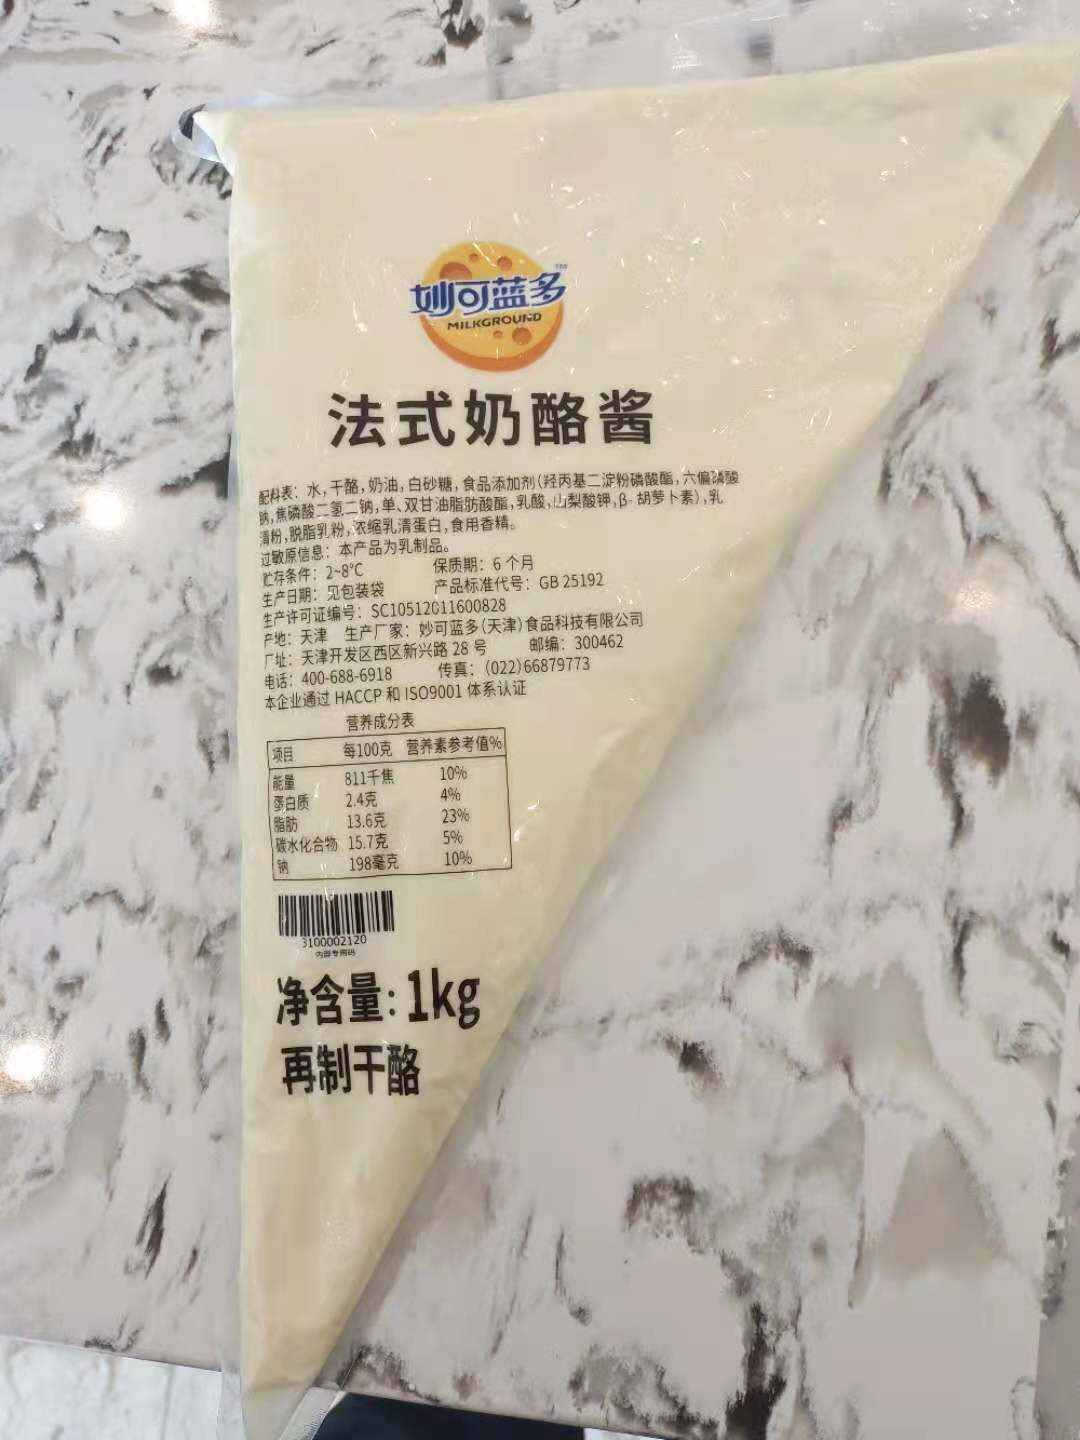 妙可蓝多
MILKGROUND
法式奶酪酱
配料表：水，干酪，奶油，白砂糖，食品添加剂（羟丙基二淀粉磷酸酯，六偏磷酸
钠，焦磷酸二氢二钠，单、双甘油脂肪酸酯，乳酸，山梨酸钾，β-胡萝卜素），乳
清粉，脱脂乳粉，浓缩乳清蛋白，食用香精。
过敏原信息：本产品为乳制品。
贮存条件：2~8℃ 保质期：6个月
生产日期：见包装袋 产品标准代号：GB 25192
生产许可证编号：SC10512011600828
产地：天津 生产厂家：妙可蓝多（天津）食品科技有限公司
厂址：天津开发区西区新兴路 28 号 邮编：300462
电话：400-688-6918 传真：（022）66879773
本企业通过 HACCP 和 ISO9001 体系认证
营养成分表
项目 每100克 营养素参考值%
能量 811千焦 10%
蛋白质 2.4克 4%
脂肪 13.6克 23%
碳水化合物 15.7克 5%
钠 198毫克 10%
3100002120
内部专用码
净含量：1kg
再制干酪